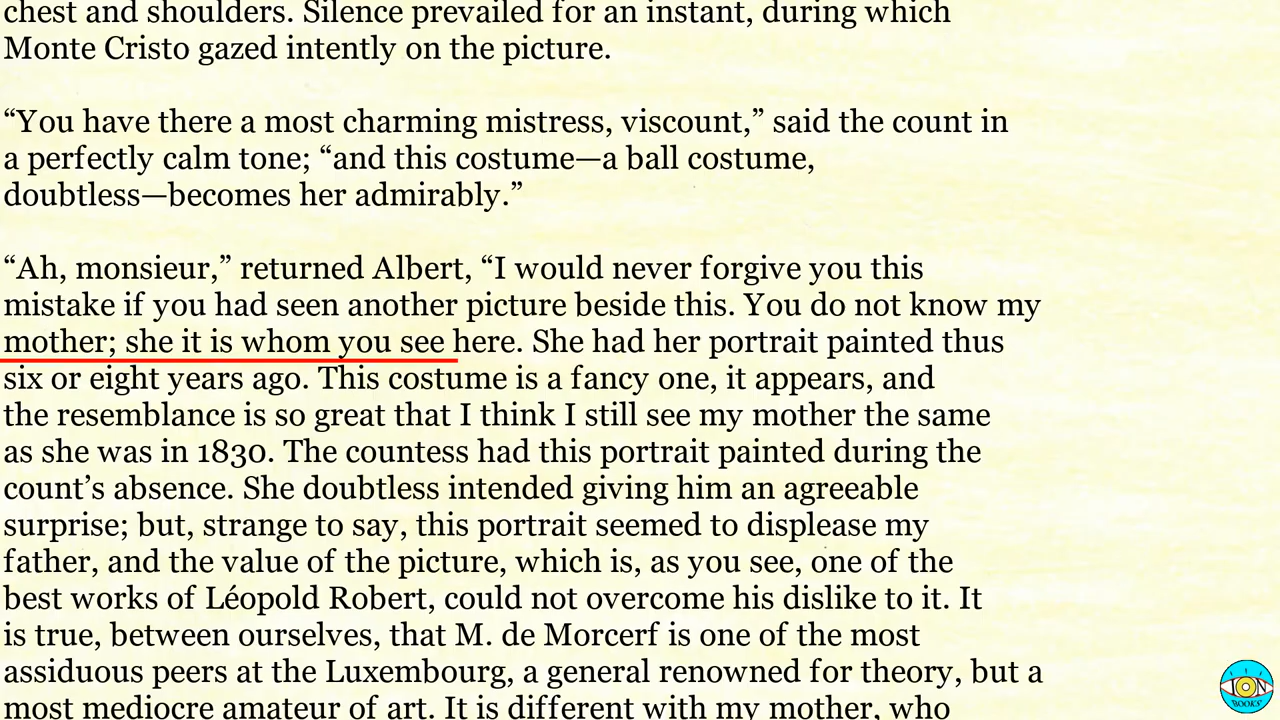 chest and shoulders. Silence prevailed for an instant, during which
Monte Cristo gazed intently on the picture.
“You have there a most charming mistress, viscount,” said the count in
a perfectly calm tone; “and this costume—a ball costume,
doubtless—becomes her admirably.”
“Ah, monsieur,” returned Albert, “I would never forgive you this
mistake if you had seen another picture beside this. You do not know my
mother; she it is whom you see here. She had her portrait painted thus
six or eight years ago. This costume is a fancy one, it appears, and
the resemblance is so great that I think I still see my mother the same
as she was in 1830. The countess had this portrait painted during the
count’s absence. She doubtless intended giving him an agreeable
surprise; but, strange to say, this portrait seemed to displease my
father, and the value of the picture, which is, as you see, one of the
best works of Léopold Robert, could not overcome his dislike to it. It
is true, between ourselves, that M. de Morcerf is one of the most
assiduous peers at the Luxembourg, a general renowned for theory, but a
most mediocre amateur of art. It is different with my mother, who
ION
BOOKS